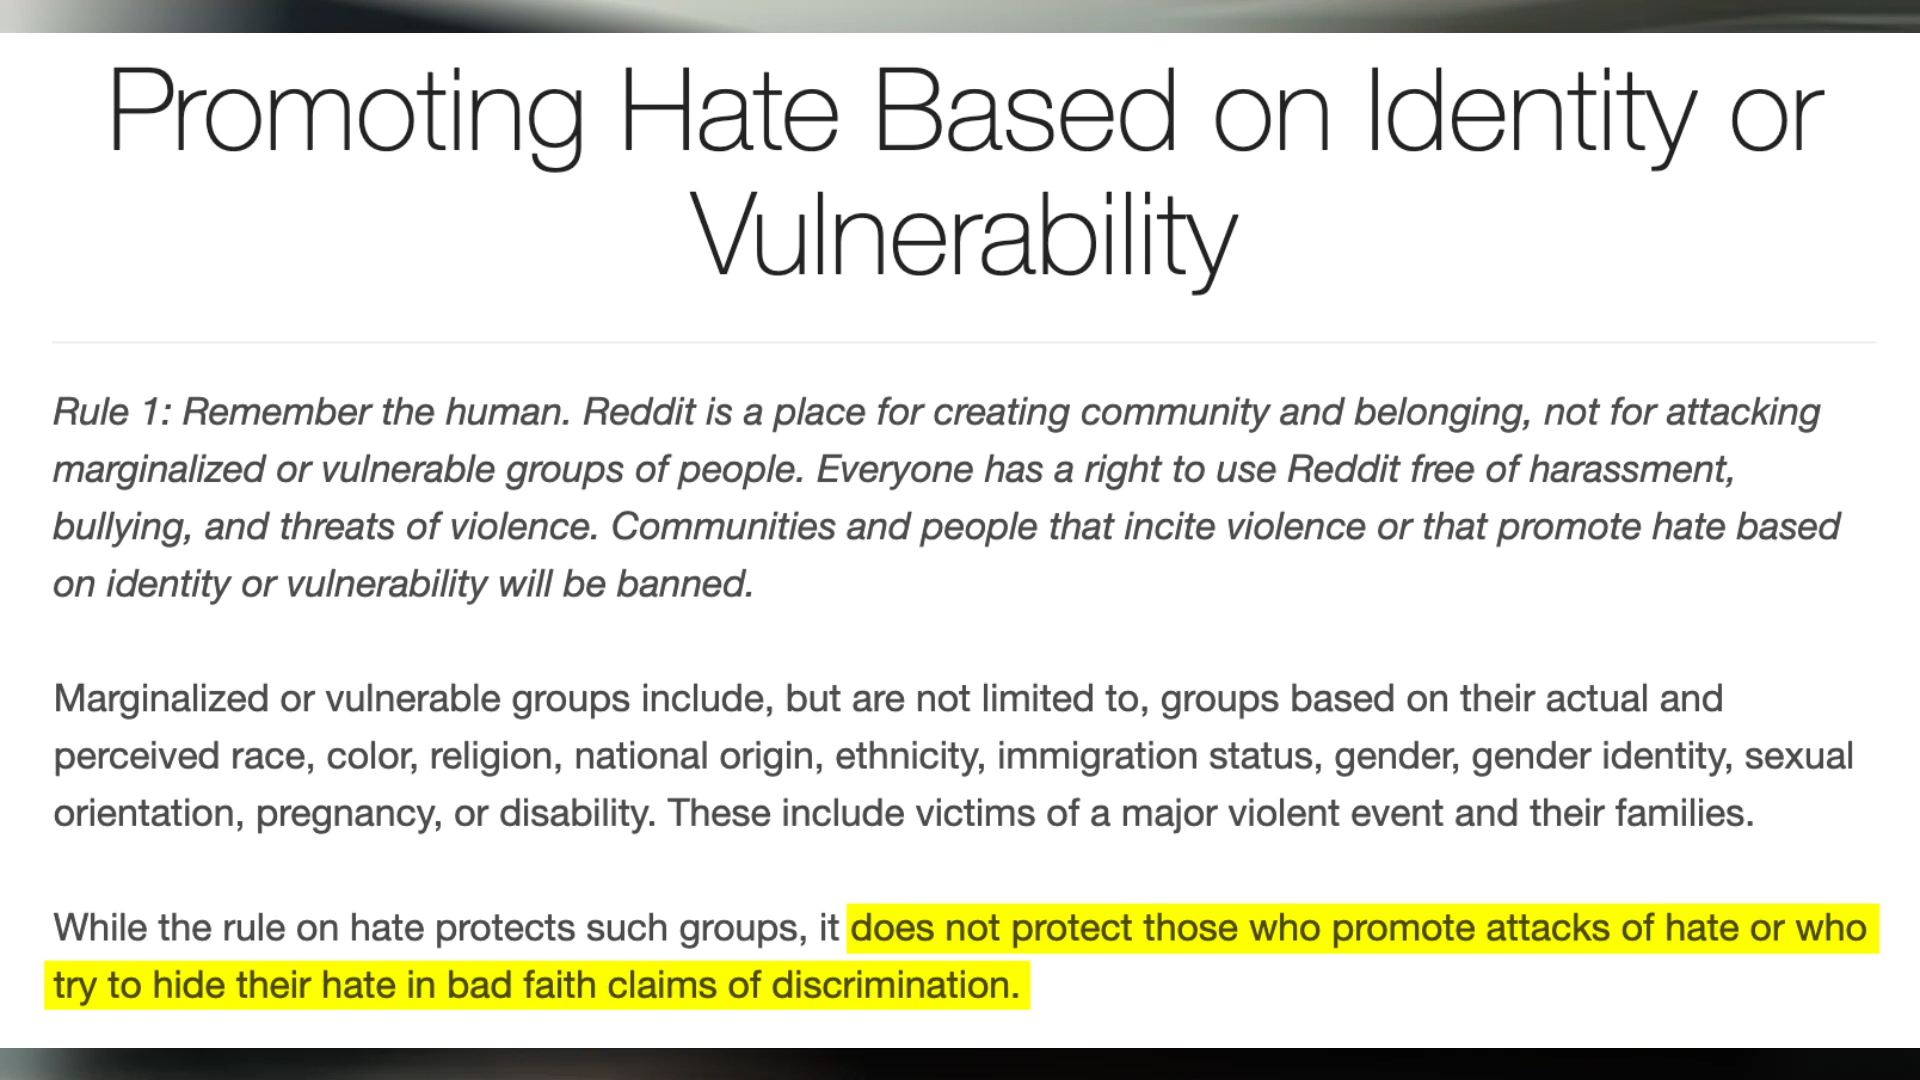 Promoting Hate Based on Identity or
Vulnerability
Rule 1: Remember the human. Reddit is a place for creating community and belonging, not for attacking
marginalized or vulnerable groups of people. Everyone has a right to use Reddit free of harassment,
bullying, and threats of violence. Communities and people that incite violence or that promote hate based
on identity or vulnerability will be banned.
Marginalized or vulnerable groups include, but are not limited to, groups based on their actual and
perceived race, color, religion, national origin, ethnicity, immigration status, gender, gender identity, sexual
orientation, pregnancy, or disability. These include victims of a major violent event and their families.
While the rule on hate protects such groups, it does not protect those who promote attacks of hate or who
try to hide their hate in bad faith claims of discrimination.